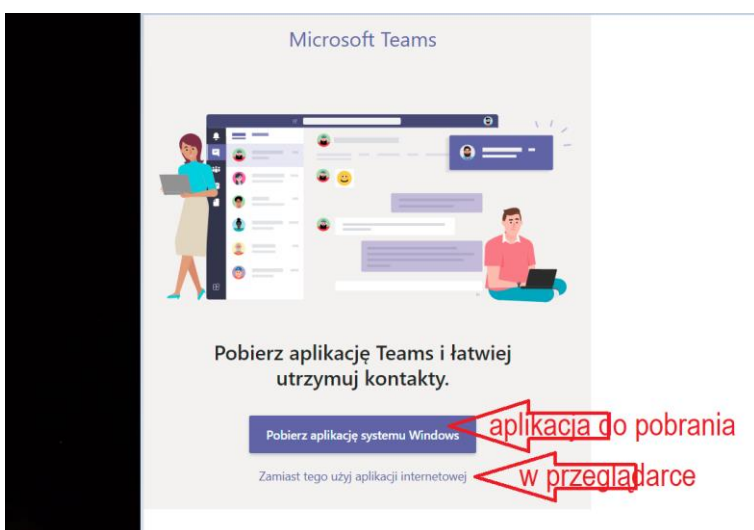 Microsoft Teams
Pobierz aplikację Teams i łatwiej
utrzymuj kontakty.
Pobierz aplikację systemu Windows
aplikacja do pobrania
Zamiast tego użyj aplikacji internetowej
w przeglądarce